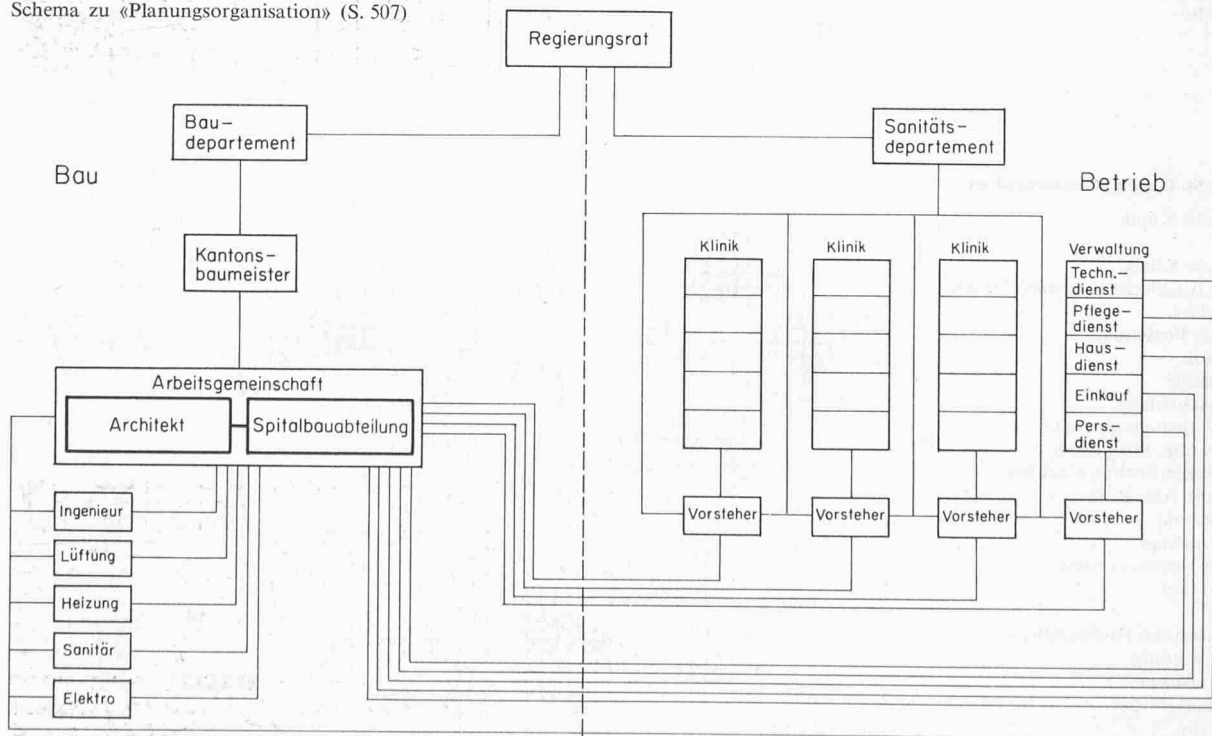 Schema zu «Planungsorganisation» (S. 507)
Regierungsrat
Bau-
departement
Sanitäts-
departement
Bau
Betrieb
Kantons-
baumeister
Klinik
Klinik
Klinik
Verwaltung
Techn.-
dienst
Pflege-
dienst
Haus-
dienst
Einkauf
Pers.-
dienst
Arbeitsgemeinschaft
Architekt
Spitalbauabteilung
Vorsteher
Vorsteher
Vorsteher
Vorsteher
Ingenieur
Lüftung
Heizung
Sanitär
Elektro